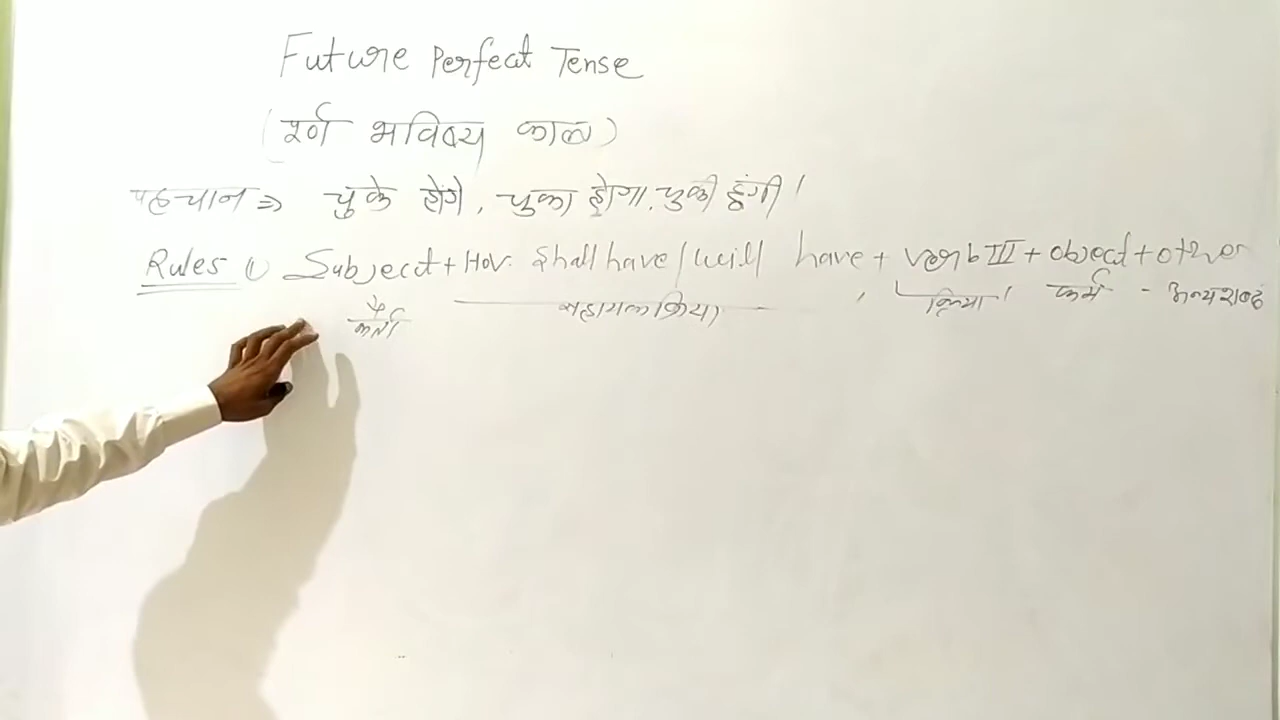 Future Perfect Tense
(पूर्ण भविष्य काल)
पहचान ⇒ चुके होंगे, चुका होगा, चुकी हूंगी।
Rules (1) Subject + H.V. Shall have / will have + verb III + object + other
कर्ता सहायक क्रिया, क्रिया। कर्म - अन्य शब्द